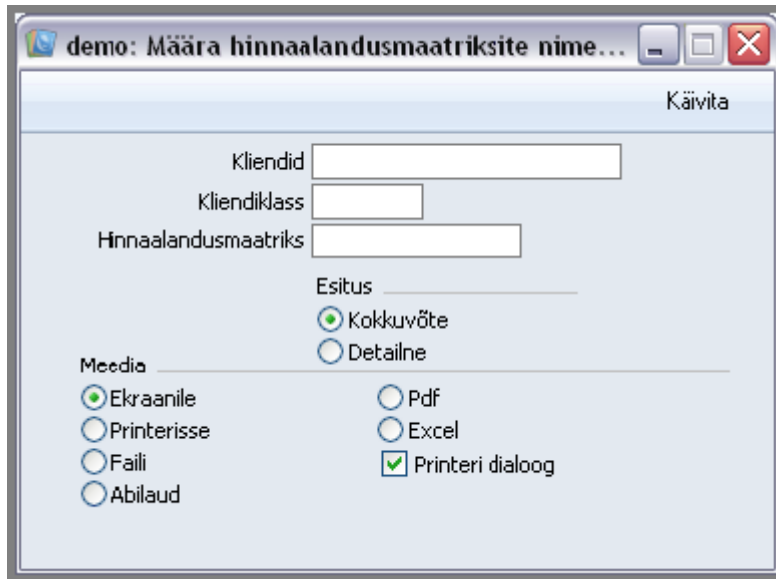 demo: Määra hinnaalandusmaatriksite nime...
Käivita
Kliendid
Kliendiklass
Hinnaalandusmaatriks
Esitus
Kokkuvõte
Detailne
Meedia
Ekraanile
Pdf
Printerisse
Excel
Faili
Printeri dialoog
Abilaud